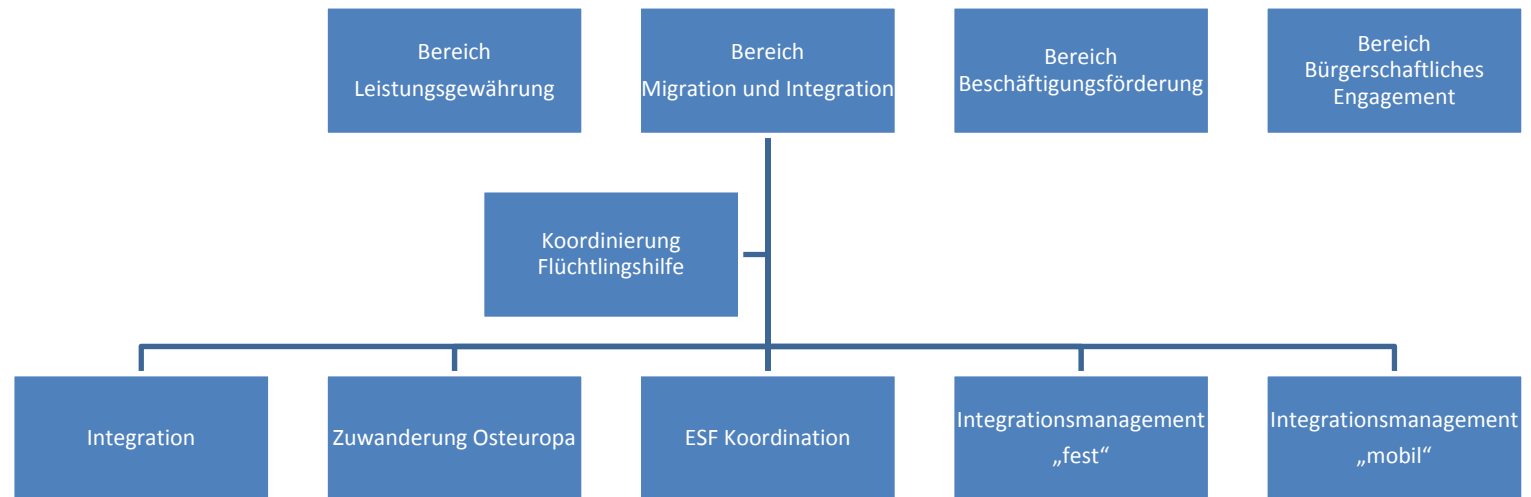 Bereich
Leistungsgewährung
Bereich
Migration und Integration
Bereich
Beschäftigungsförderung
Bereich
Bürgerschaftliches
Engagement
Koordinierung
Flüchtlingshilfe
Integration
Zuwanderung Osteuropa
ESF Koordination
Integrationsmanagement
„fest“
Integrationsmanagement
„mobil“